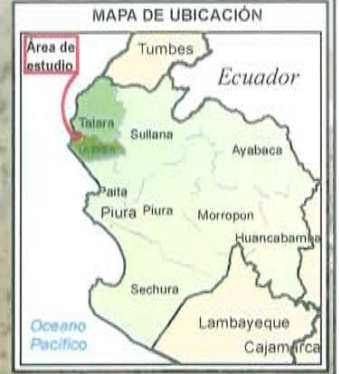 MAPA DE UBICACIÓN
Área de
estudio
Tumbes
Ecuador
Talara
Sullana
Ayabaca
Paita
Piura Piura
Morropon
Huancabamba
Sechura
Oceano
Pacífico
Lambayeque
Cajamarca